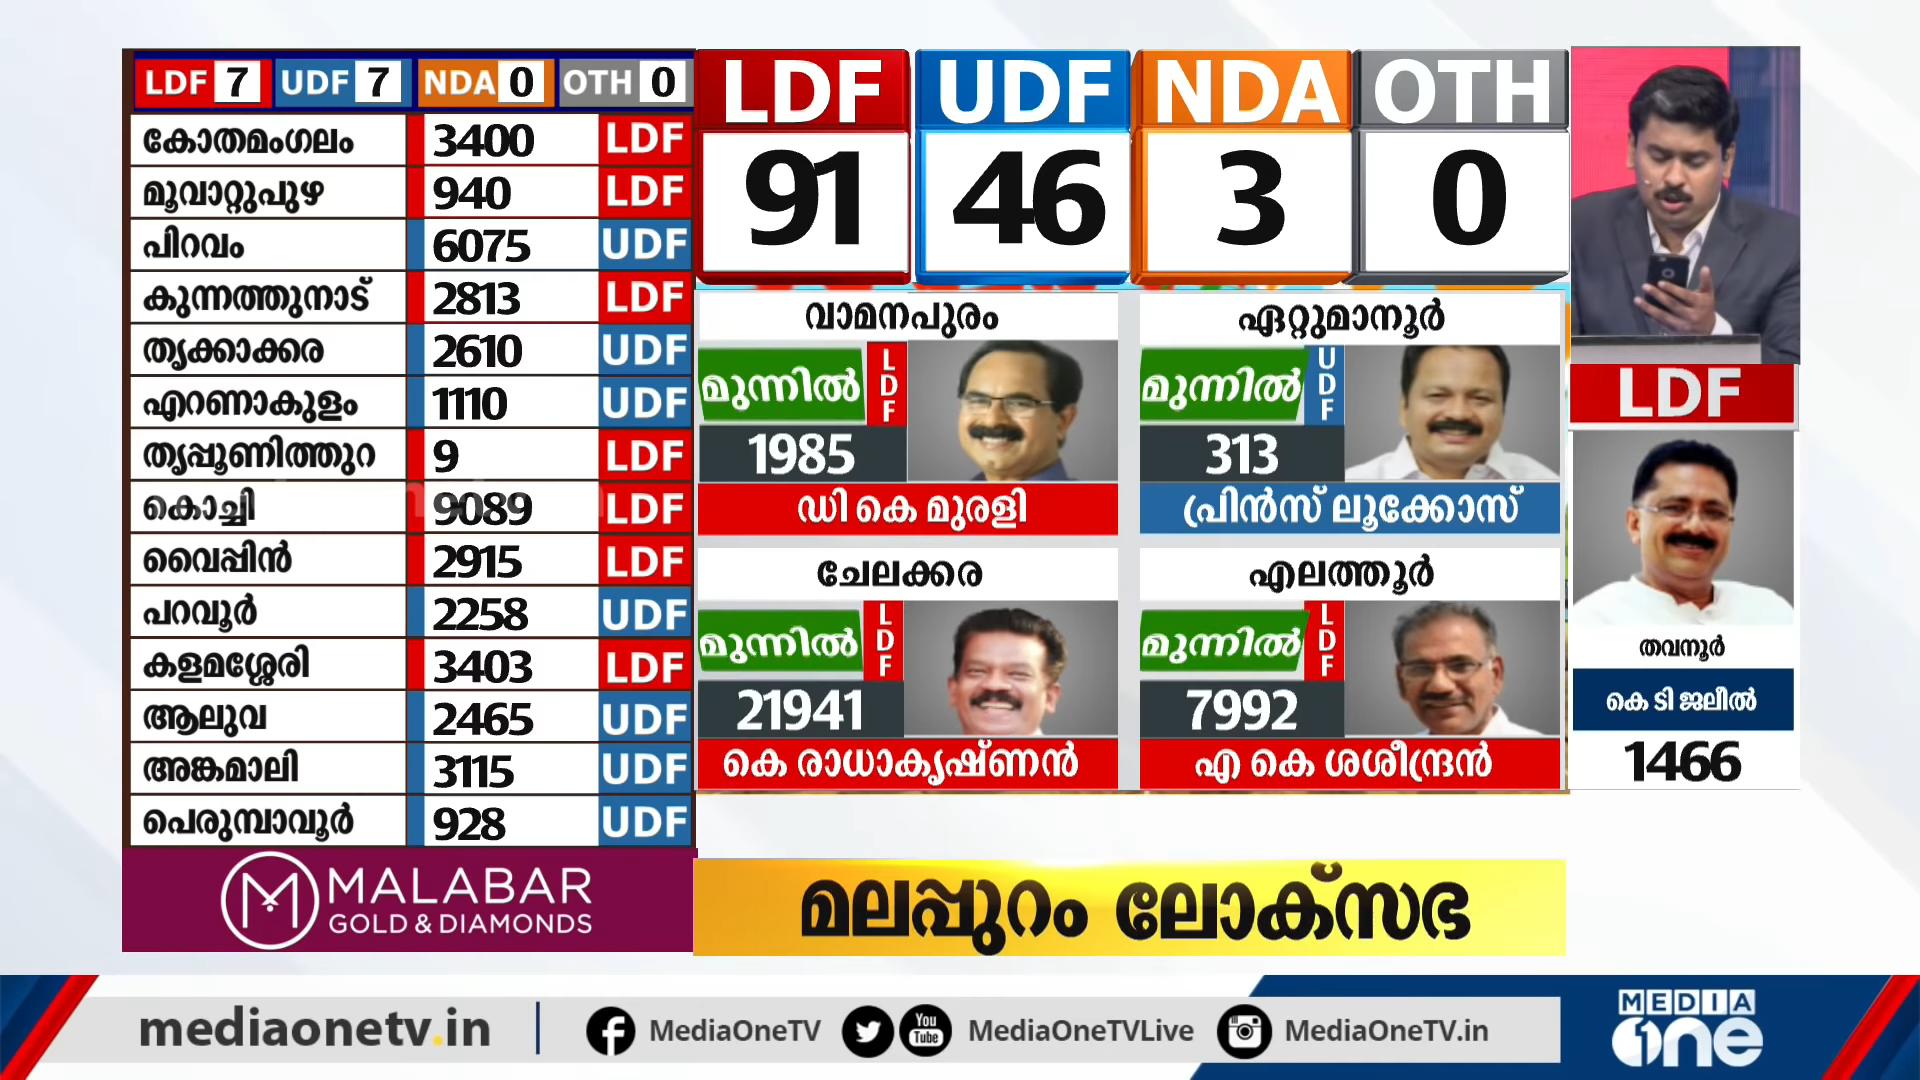 LDF 7 UDF 7 NDA 0 OTH 0
കോതമംഗലം 3400 LDF
മൂവാറ്റുപുഴ 940 LDF
പിറവം 6075 UDF
കുന്നത്തുനാട് 2813 LDF
തൃക്കാക്കര 2610 UDF
എറണാകുളം 1110 UDF
തൃപ്പൂണിത്തുറ 9 LDF
കൊച്ചി 9089 LDF
വൈപ്പിൻ 2915 LDF
പറവൂർ 2258 UDF
കളമശ്ശേരി 3403 LDF
ആലുവ 2465 UDF
അങ്കമാലി 3115 UDF
പെരുമ്പാവൂർ 928 UDF
MALABAR
GOLD & DIAMONDS
LDF UDF NDA OTH
91 46 3 0
വാമനപുരം
മുന്നിൽ LDF
1985
ഡി കെ മുരളി
ഏറ്റുമാനൂർ
മുന്നിൽ UDF
313
പ്രിൻസ് ലൂക്കോസ്
ചേലക്കര
മുന്നിൽ LDF
21941
കെ രാധാകൃഷ്ണൻ
എലത്തൂർ
മുന്നിൽ LDF
7992
എ കെ ശശീന്ദ്രൻ
LDF
തവനൂർ
കെ ടി ജലീൽ
1466
മലപ്പുറം ലോക്സഭ
mediaonetv.in MediaOneTV You Tube MediaOneTVLive MediaOneTV.in
MEDIA
one